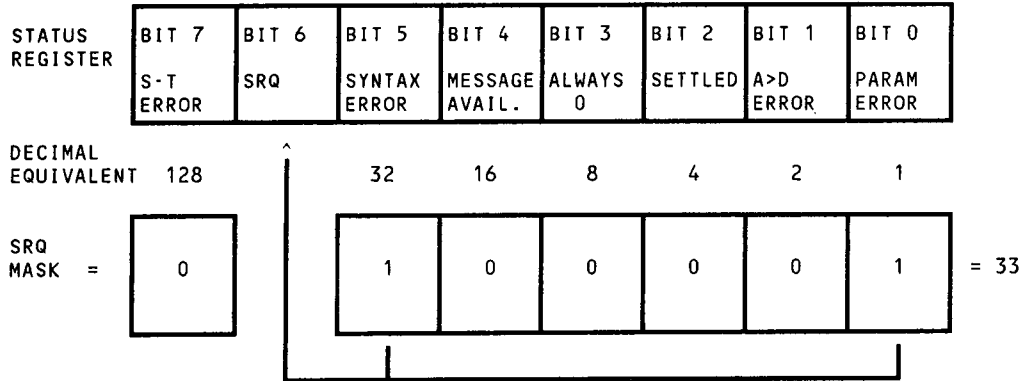 STATUS REGISTER
BIT 7 BIT 6 BIT 5 BIT 4 BIT 3 BIT 2 BIT 1 BIT 0
S-T ERROR
SRQ
SYNTAX ERROR
MESSAGE AVAIL.
ALWAYS 0
SETTLED
A>D ERROR
PARAM ERROR
DECIMAL
EQUIVALENT 128 32 16 8 4 2 1
SRQ
MASK = 0 1 0 0 0 0 1 = 33